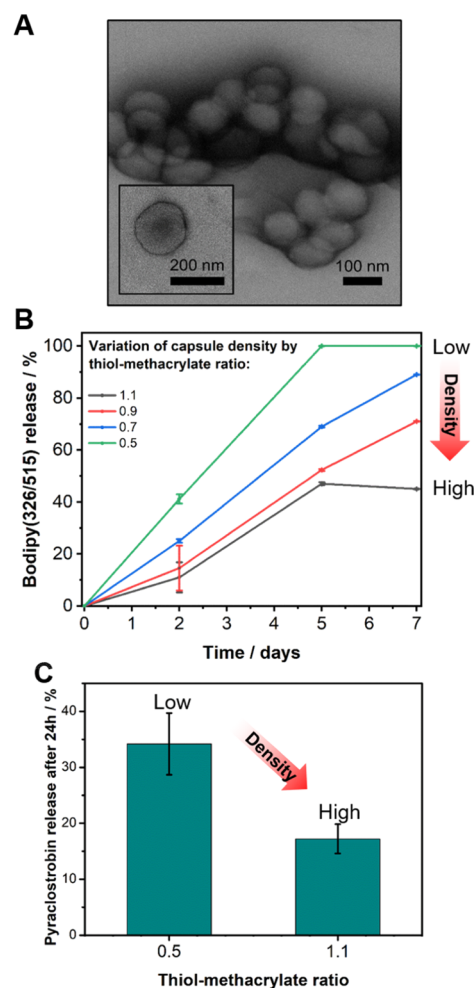 A
200 nm
100 nm
B
Bodipy(326/515) release / %
100
80
60
40
20
0
Variation of capsule density by
thiol-methacrylate ratio:
1.1
0.9
0.7
0.5
Low
Density
High
0 1 2 3 4 5 6 7
Time / days
C
Pyraclostrobin release after 24h / %
40
30
20
10
0
Low
Density
High
0.5 1.1
Thiol-methacrylate ratio